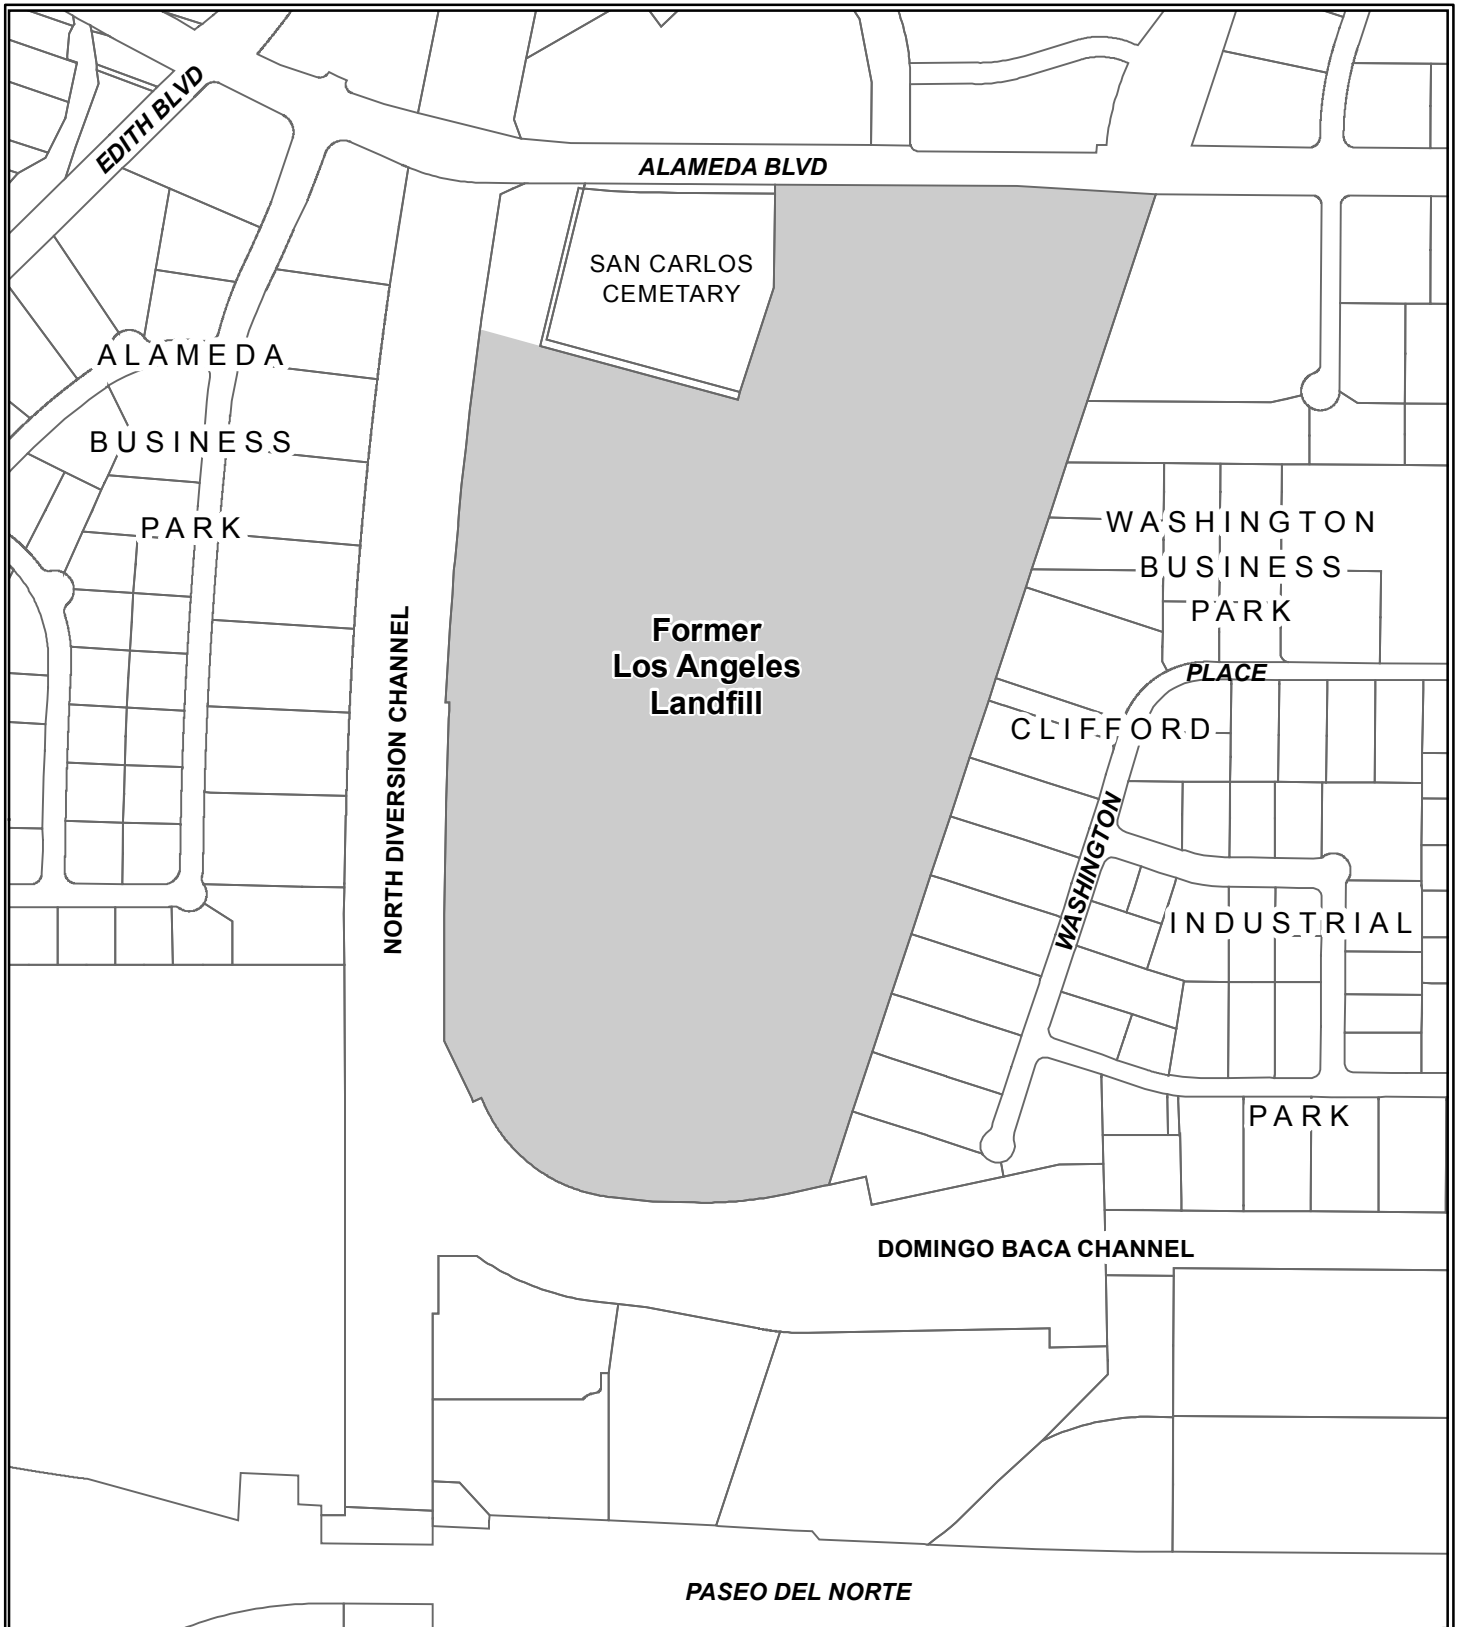 EDITH BLVD
ALAMEDA BLVD
SAN CARLOS
CEMETARY
ALAMEDA
BUSINESS
PARK
WASHINGTON
BUSINESS
PARK
Former
Los Angeles
Landfill
NORTH DIVERSION CHANNEL
PLACE
CLIFFORD
WASHINGTON
INDUSTRIAL
PARK
DOMINGO BACA CHANNEL
PASEO DEL NORTE